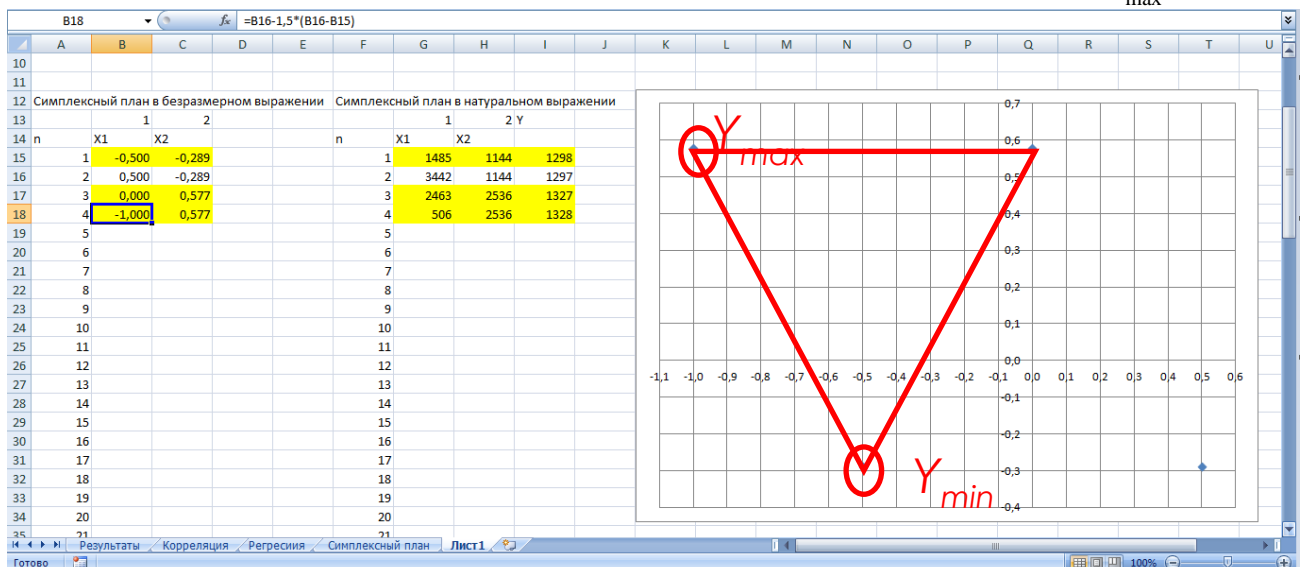 max
B18 fx =B16-1,5*(B16-B15)
A B C D E F G H I J K L M N O P Q R S T U
10
11
12 Симплексный план в безразмерном выражении Симплексный план в натуральном выражении
13 1 2 1 2 Y
14 n X1 X2 n X1 X2
15 1 -0,500 -0,289 1 1485 1144 1298
16 2 0,500 -0,289 2 3442 1144 1297
17 3 0,000 0,577 3 2463 2536 1327
18 4 -1,000 0,577 4 506 2536 1328
19 5 5
20 6 6
21 7 7
22 8 8
23 9 9
24 10 10
25 11 11
26 12 12
27 13 13
28 14 14
29 15 15
30 16 16
31 17 17
32 18 18
33 19 19
34 20 20
35 21 21
0,7
0,6
0,5
0,4
0,3
0,2
0,1
0,0
-1,1 -1,0 -0,9 -0,8 -0,7 -0,6 -0,5 -0,4 -0,3 -0,2 -0,1 0,0 0,1 0,2 0,3 0,4 0,5 0,6
-0,1
-0,2
-0,3
-0,4
Ymax
Ymin
Результаты Корреляция Регресиия Симплексный план Лист1
Готово 100%